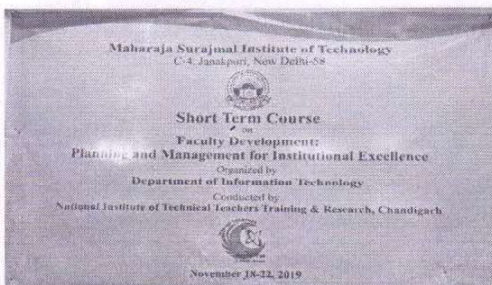 Maharaja Surajmal Institute of Technology
C-4, Janakpuri, New Delhi-58
Short Term Course
on
Faculty Development:
Planning and Management for Institutional Excellence
Organized by
Department of Information Technology
Conducted by
National Institute of Technical Teachers Training & Research, Chandigarh
November 18-22, 2019